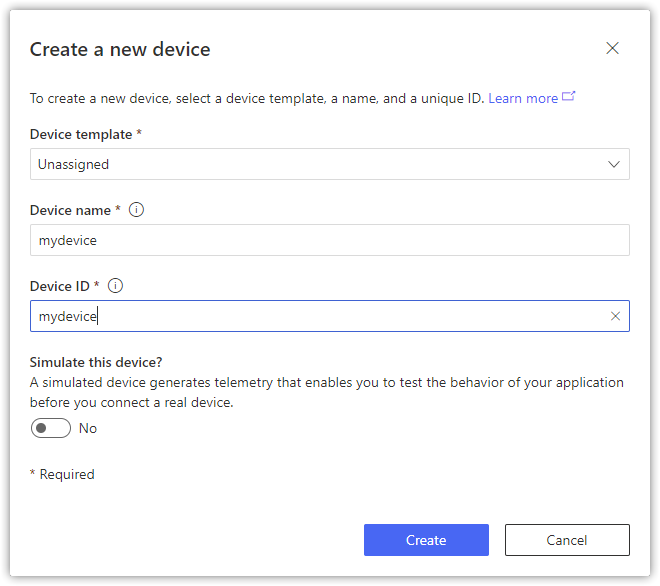 Create a new device
To create a new device, select a device template, a name, and a unique ID. Learn more
Device template *
Unassigned
Device name *
mydevice
Device ID *
mydevice
Simulate this device?
A simulated device generates telemetry that enables you to test the behavior of your application
before you connect a real device.
No
* Required
Create Cancel